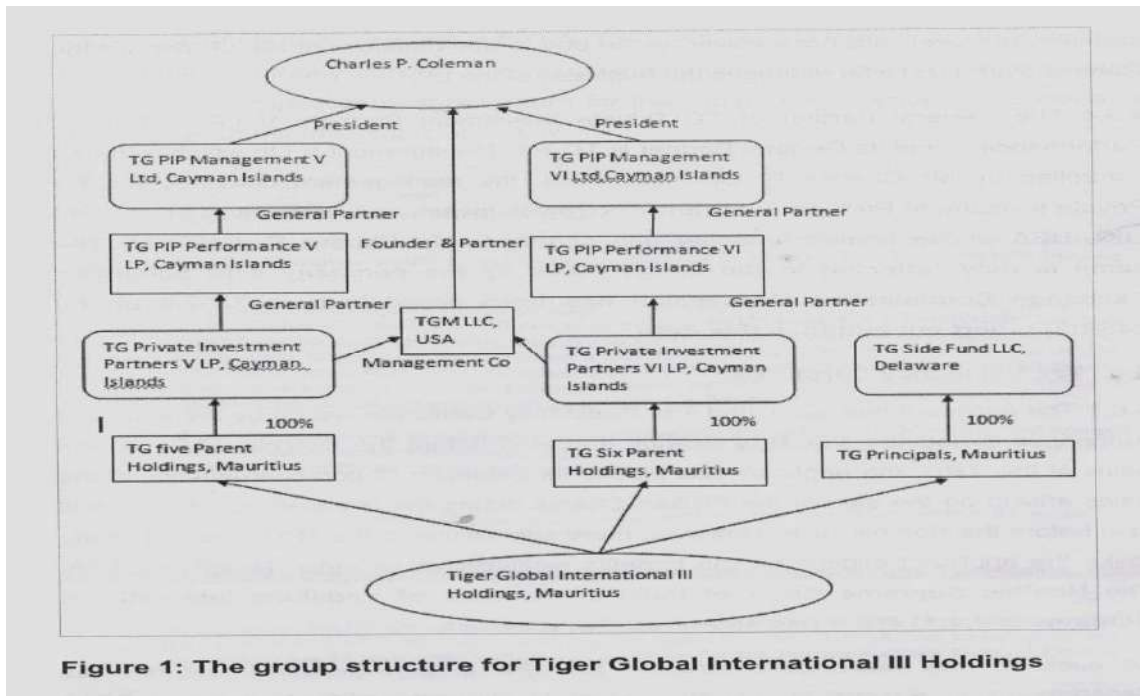 Charles P. Coleman
President
President
TG PIP Management V
Ltd, Cayman Islands
TG PIP Management
VI Ltd,Cayman Islands
General Partner
General Partner
TG PIP Performance V
LP, Cayman Islands
Founder & Partner
TG PIP Performance VI
LP, Cayman Islands
General Partner
General Partner
TG Private Investment
Partners V LP, Cayman
Islands
TGM LLC,
USA
Management Co
TG Private Investment
Partners VI LP, Cayman
Islands
TG Side Fund LLC,
Delaware
100%
100%
100%
TG five Parent
Holdings, Mauritius
TG Six Parent
Holdings, Mauritius
TG Principals, Mauritius
Tiger Global International III
Holdings, Mauritius
Figure 1: The group structure for Tiger Global International III Holdings